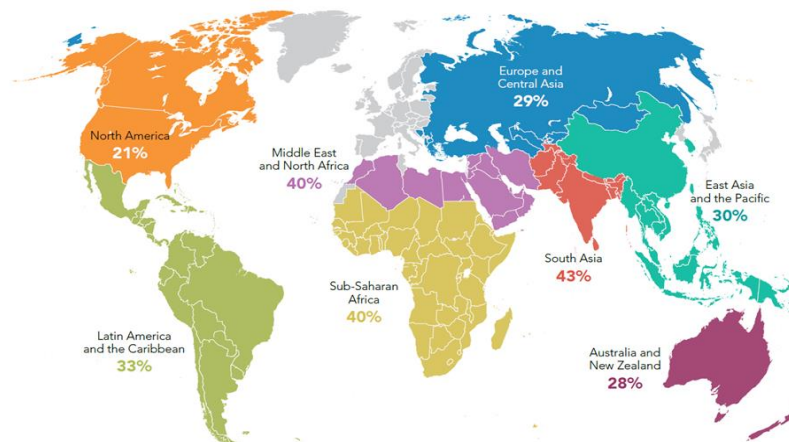 Europe and
Central Asia
29%
North America
21%
Middle East
and North Africa
40%
East Asia
and the Pacific
30%
South Asia
43%
Sub-Saharan
Africa
40%
Latin America
and the Caribbean
33%
Australia and
New Zealand
28%